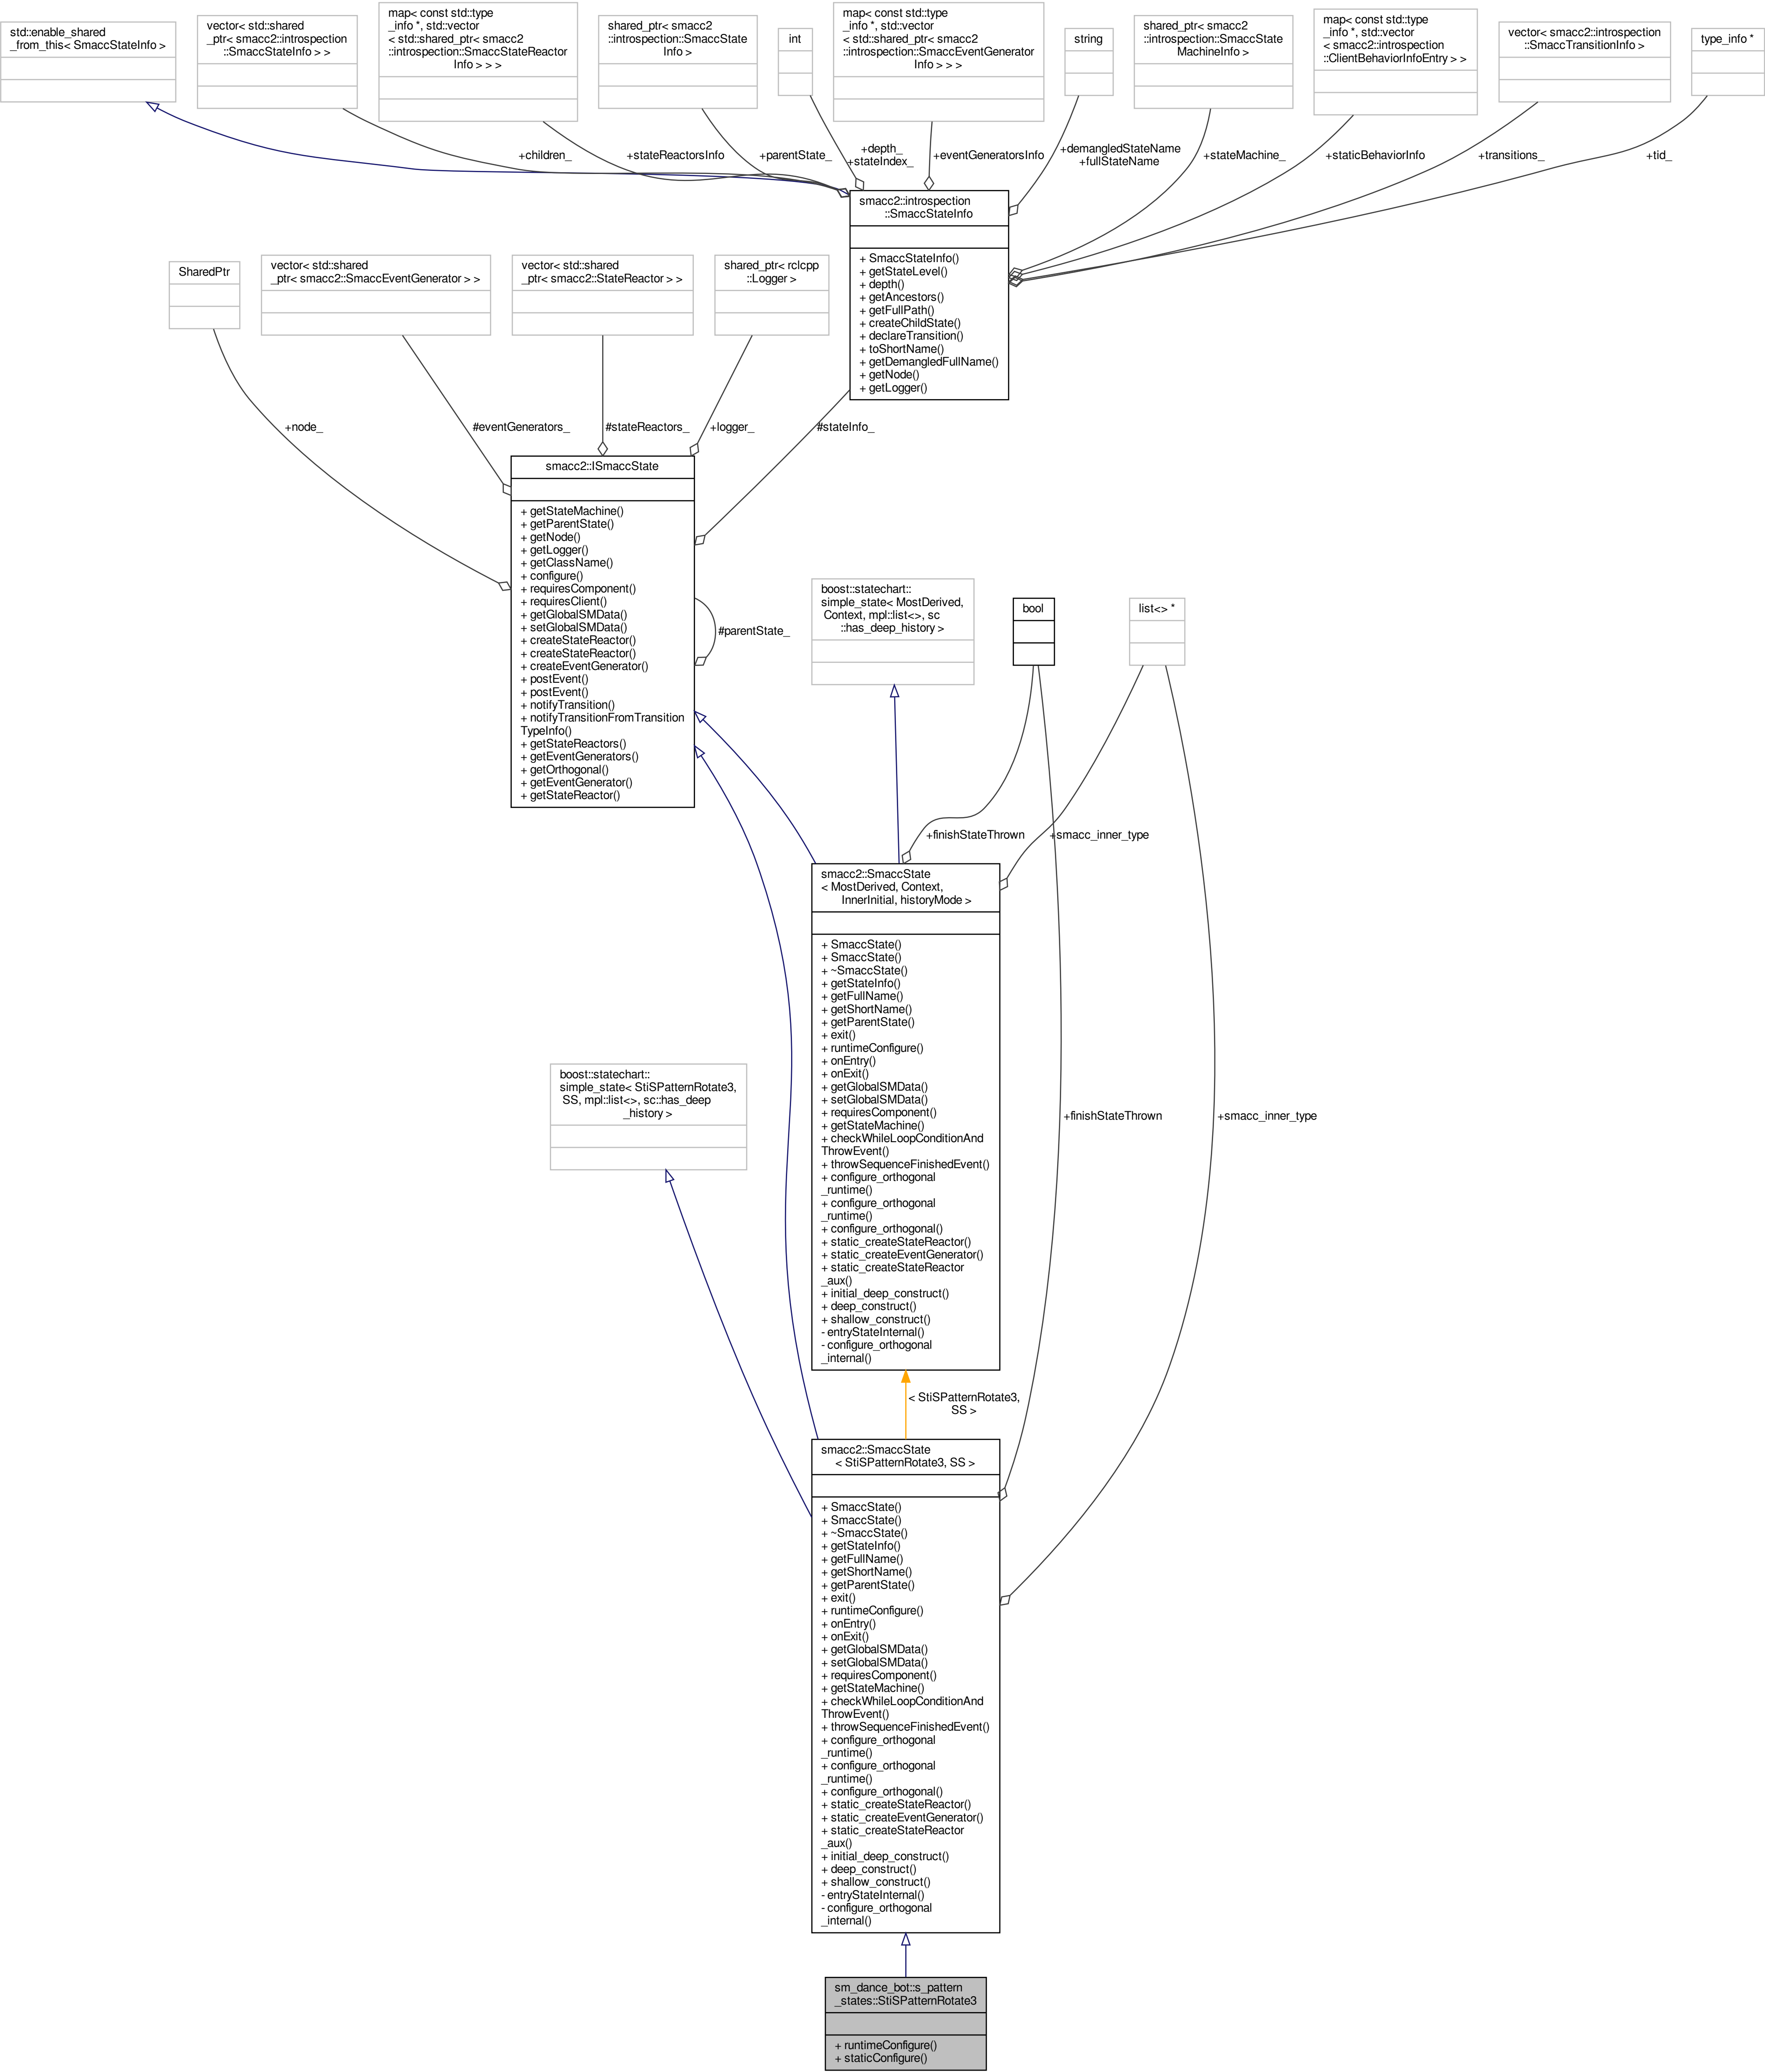 std::enable_shared
_from_this< SmaccStateInfo >
vector< std::shared
_ptr< smacc2::introspection
::SmaccStateInfo > >
map< const std::type
_info *, std::vector
< std::shared_ptr< smacc2
::introspection::SmaccStateReactor
Info > > >
shared_ptr< smacc2
::introspection::SmaccState
Info >
int
map< const std::type
_info *, std::vector
< std::shared_ptr< smacc2
::introspection::SmaccEventGenerator
Info > > >
string
shared_ptr< smacc2
::introspection::SmaccState
MachineInfo >
map< const std::type
_info *, std::vector
< smacc2::introspection
::ClientBehaviorInfoEntry > >
vector< smacc2::introspection
::SmaccTransitionInfo >
type_info *
+children_
+stateReactorsInfo
+parentState_
+depth_
+stateIndex_
+eventGeneratorsInfo
+demangledStateName
+fullStateName
+stateMachine_
+staticBehaviorInfo
+transitions_
+tid_
smacc2::introspection
::SmaccStateInfo
+ SmaccStateInfo()
+ getStateLevel()
+ depth()
+ getAncestors()
+ getFullPath()
+ createChildState()
+ declareTransition()
+ toShortName()
+ getDemangledFullName()
+ getNode()
+ getLogger()
SharedPtr
vector< std::shared
_ptr< smacc2::SmaccEventGenerator > >
vector< std::shared
_ptr< smacc2::StateReactor > >
shared_ptr< rclcpp
::Logger >
+node_
#eventGenerators_
#stateReactors_
+logger_
#stateInfo_
smacc2::ISmaccState
+ getStateMachine()
+ getParentState()
+ getNode()
+ getLogger()
+ getClassName()
+ configure()
+ requiresComponent()
+ requiresClient()
+ getGlobalSMData()
+ setGlobalSMData()
+ createStateReactor()
+ createStateReactor()
+ createEventGenerator()
+ postEvent()
+ postEvent()
+ notifyTransition()
+ notifyTransitionFromTransition
TypeInfo()
+ getStateReactors()
+ getEventGenerators()
+ getOrthogonal()
+ getEventGenerator()
+ getStateReactor()
#parentState_
boost::statechart::
simple_state< MostDerived,
Context, mpl::list<>, sc
::has_deep_history >
bool
list<> *
+finishStateThrown
+smacc_inner_type
smacc2::SmaccState
< MostDerived, Context,
InnerInitial, historyMode >
+ SmaccState()
+ SmaccState()
+ ~SmaccState()
+ getStateInfo()
+ getFullName()
+ getShortName()
+ getParentState()
+ exit()
+ runtimeConfigure()
+ onEntry()
+ onExit()
+ getGlobalSMData()
+ setGlobalSMData()
+ requiresComponent()
+ getStateMachine()
+ checkWhileLoopConditionAnd
ThrowEvent()
+ throwSequenceFinishedEvent()
+ configure_orthogonal
_runtime()
+ configure_orthogonal
_runtime()
+ configure_orthogonal()
+ static_createStateReactor()
+ static_createEventGenerator()
+ static_createStateReactor
_aux()
+ initial_deep_construct()
+ deep_construct()
+ shallow_construct()
- entryStateInternal()
- configure_orthogonal
_internal()
boost::statechart::
simple_state< StiSPatternRotate3,
SS, mpl::list<>, sc::has_deep
_history >
+finishStateThrown
+smacc_inner_type
< StiSPatternRotate3,
SS >
smacc2::SmaccState
< StiSPatternRotate3, SS >
+ SmaccState()
+ SmaccState()
+ ~SmaccState()
+ getStateInfo()
+ getFullName()
+ getShortName()
+ getParentState()
+ exit()
+ runtimeConfigure()
+ onEntry()
+ onExit()
+ getGlobalSMData()
+ setGlobalSMData()
+ requiresComponent()
+ getStateMachine()
+ checkWhileLoopConditionAnd
ThrowEvent()
+ throwSequenceFinishedEvent()
+ configure_orthogonal
_runtime()
+ configure_orthogonal
_runtime()
+ configure_orthogonal()
+ static_createStateReactor()
+ static_createEventGenerator()
+ static_createStateReactor
_aux()
+ initial_deep_construct()
+ deep_construct()
+ shallow_construct()
- entryStateInternal()
- configure_orthogonal
_internal()
sm_dance_bot::s_pattern
_states::StiSPatternRotate3
+ runtimeConfigure()
+ staticConfigure()